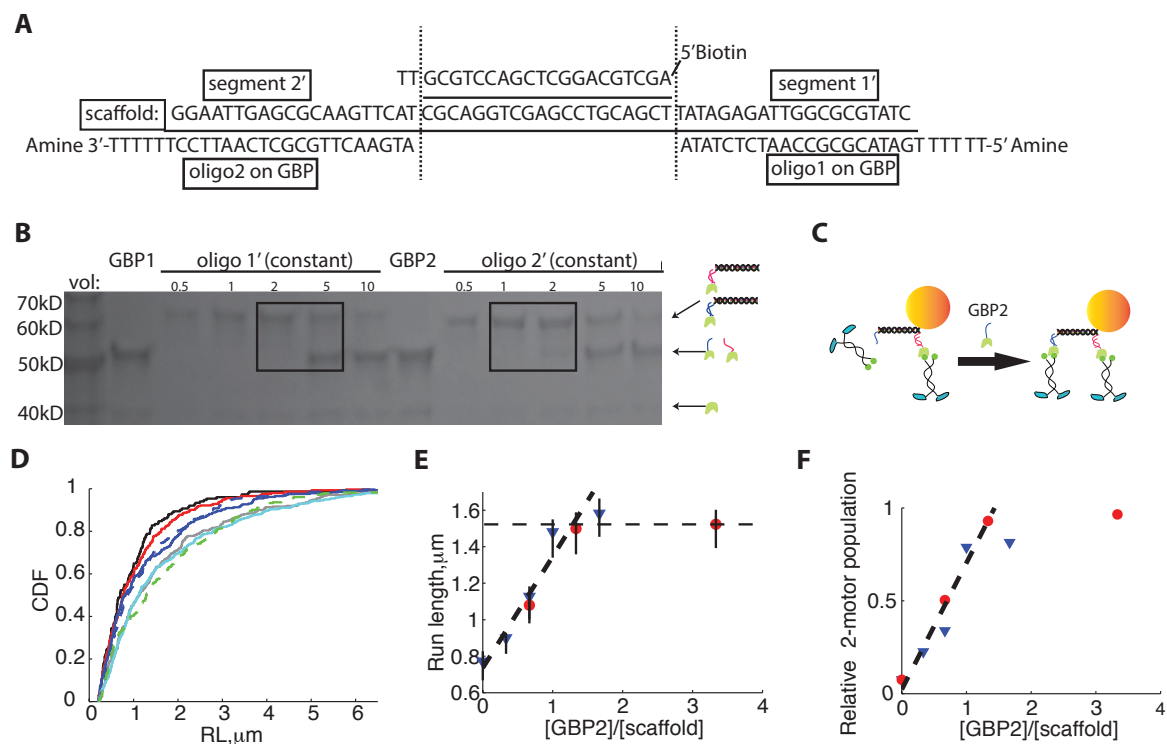 A
5'Biotin
TT GCGTCCAGCTCGGACGTCGA
segment 2'
segment 1'
scaffold: GGAATTGAGCGCAAGTTCAT CGCAGGTCGAGCCTGCAGCT TATAGAGATTGGCGCGTATC
Amine 3'-TTTTTTCCTTAACTCGCGTTCAAGTA ATATCTCTAACCGCGCATAGT TTTT TT-5' Amine
oligo2 on GBP
oligo1 on GBP
B
GBP1 oligo 1' (constant) GBP2 oligo 2' (constant)
vol: 0.5 1 2 5 10 0.5 1 2 5 10
70kD
60kD
50kD
40kD
C
GBP2
D
CDF
1
0.8
0.6
0.4
0.2
0
0 1 2 3 4 5 6
RL,μm
E
Run length,μm
1.6
1.4
1.2
1
0.8
0.6
0 1 2 3 4
[GBP2]/[scaffold]
F
Relative 2-motor population
1
0.5
0
0 1 2 3 4
[GBP2]/[scaffold]